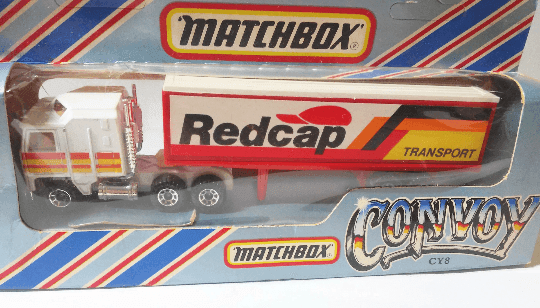 MATCHBOX
Redcap
TRANSPORT
MATCHBOX
CONVOY
CY8